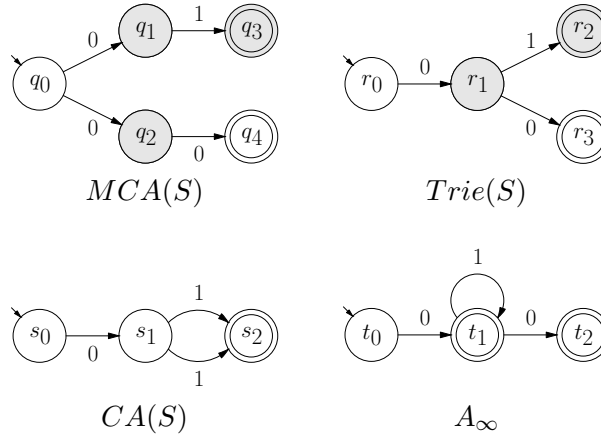 0 1
q₀ q₁ q₃
0 q₂ 0 q₄
MCA(S)
1
r₀ 0 r₁ r₂
0 r₃
Trie(S)
1
s₀ 0 s₁ s₂
1
CA(S)
1
t₀ 0 t₁ 0 t₂
A∞